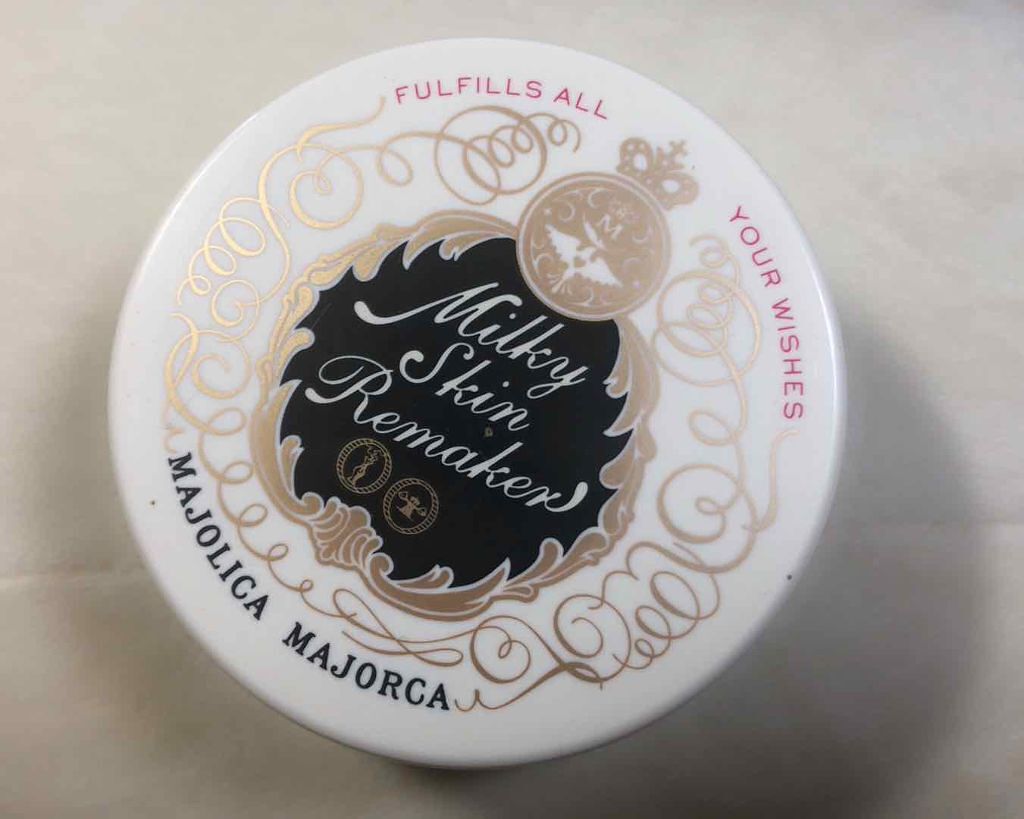 FULFILLS ALL
YOUR WISHES
M
Milky
Skin
Remaker
MAJOLICA MAJORCA